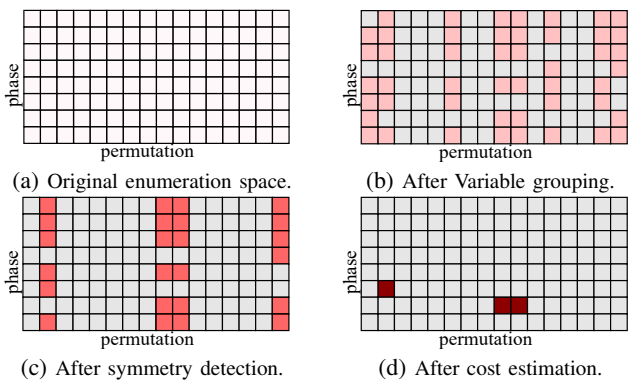 phase phase
permutation permutation
(a) Original enumeration space. (b) After Variable grouping.
phase phase
permutation permutation
(c) After symmetry detection. (d) After cost estimation.